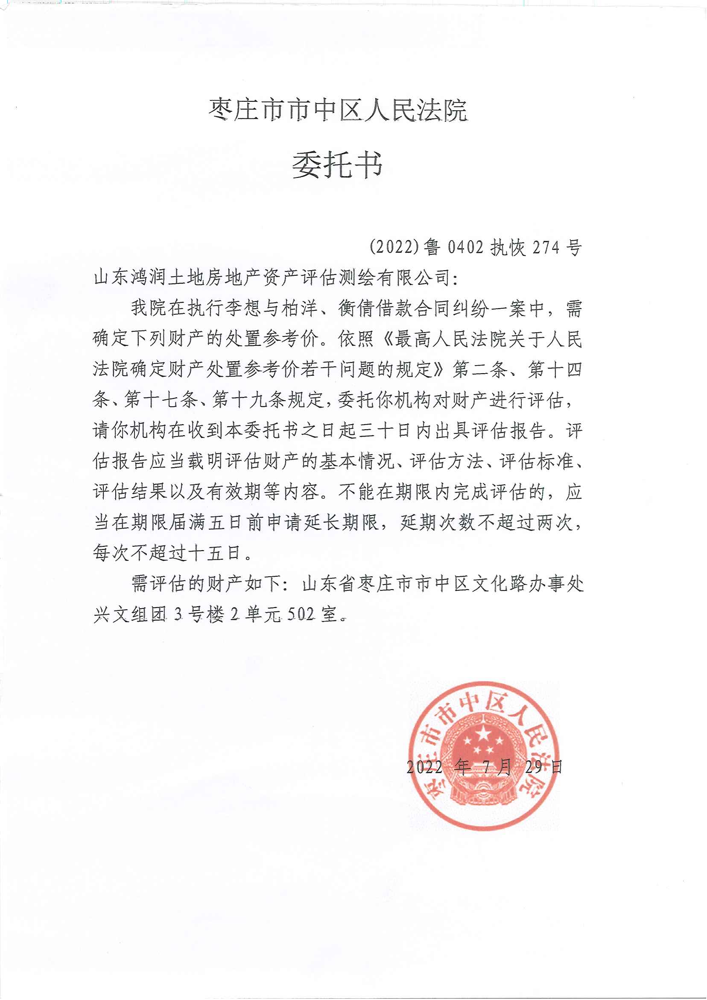 枣庄市市中区人民法院
委托书
(2022)鲁0402执恢274号
山东鸿润土地房地产资产评估测绘有限公司：
我院在执行李想与柏洋、衡倩借款合同纠纷一案中，需
确定下列财产的处置参考价。依照《最高人民法院关于人民
法院确定财产处置参考价若干问题的规定》第二条、第十四
条、第十七条、第十九条规定，委托你机构对财产进行评估，
请你机构在收到本委托书之日起三十日内出具评估报告。评
估报告应当载明评估财产的基本情况、评估方法、评估标准、
评估结果以及有效期等内容。不能在期限内完成评估的，应
当在期限届满五日前申请延长期限，延期次数不超过两次，
每次不超过十五日。
需评估的财产如下：山东省枣庄市市中区文化路办事处
兴文组团3号楼2单元502室。
枣庄市市中区人民法院
2022 年 7 月 29日